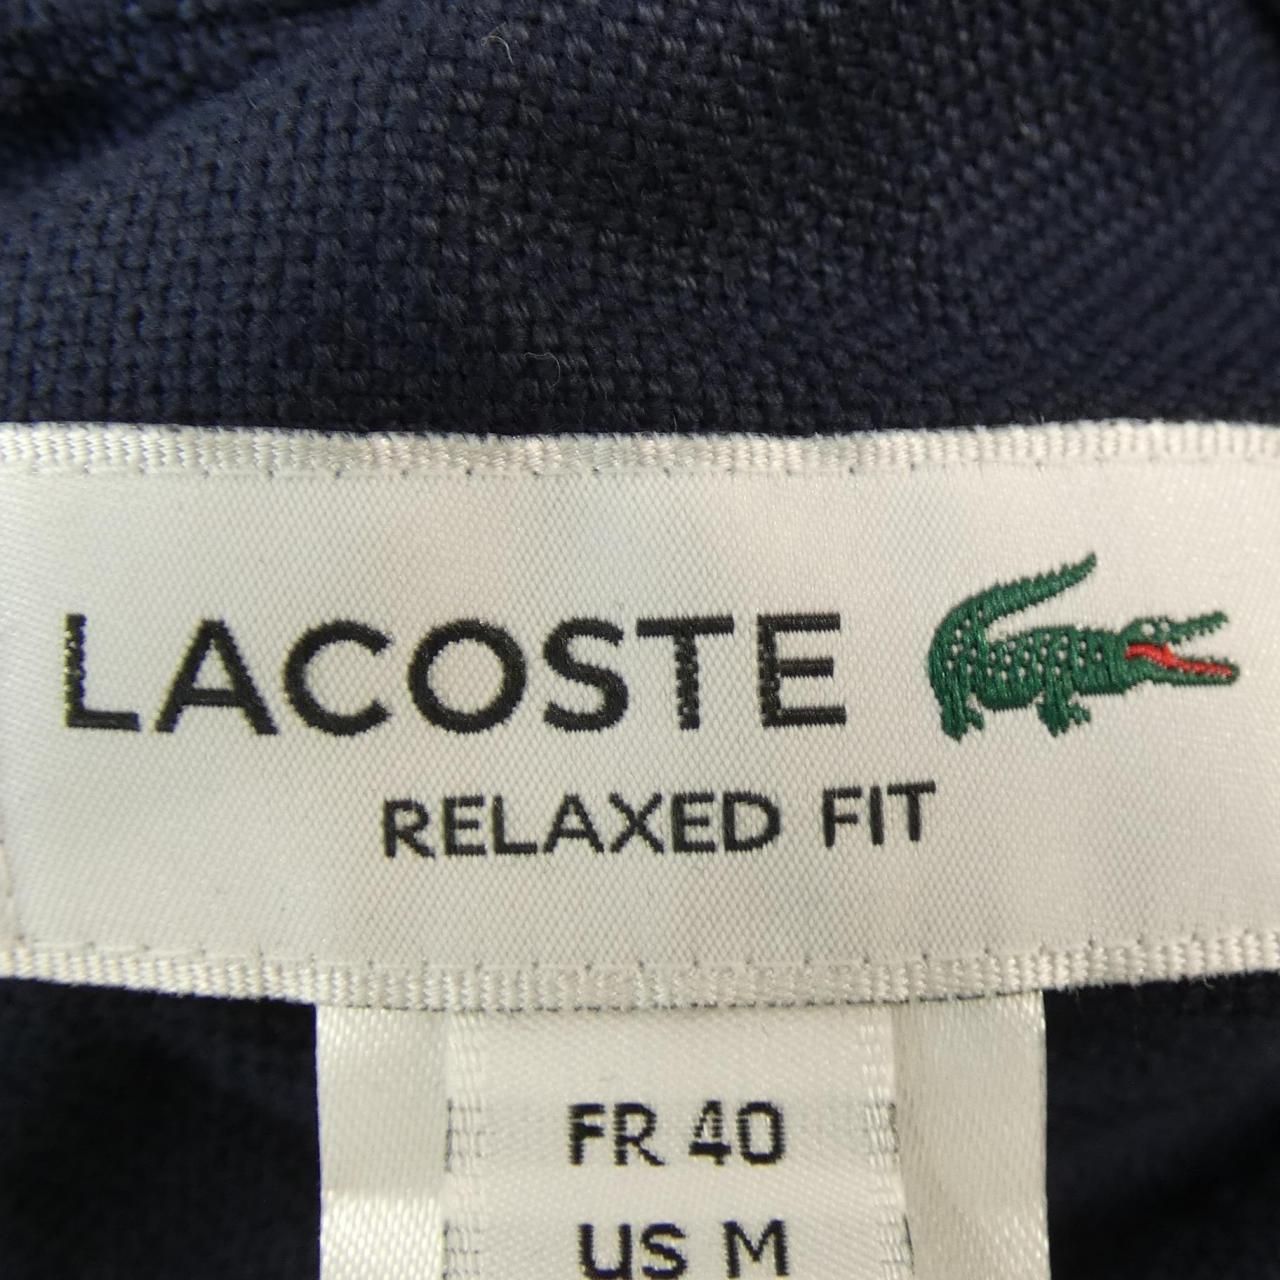 LACOSTE
RELAXED FIT
FR 40
US M